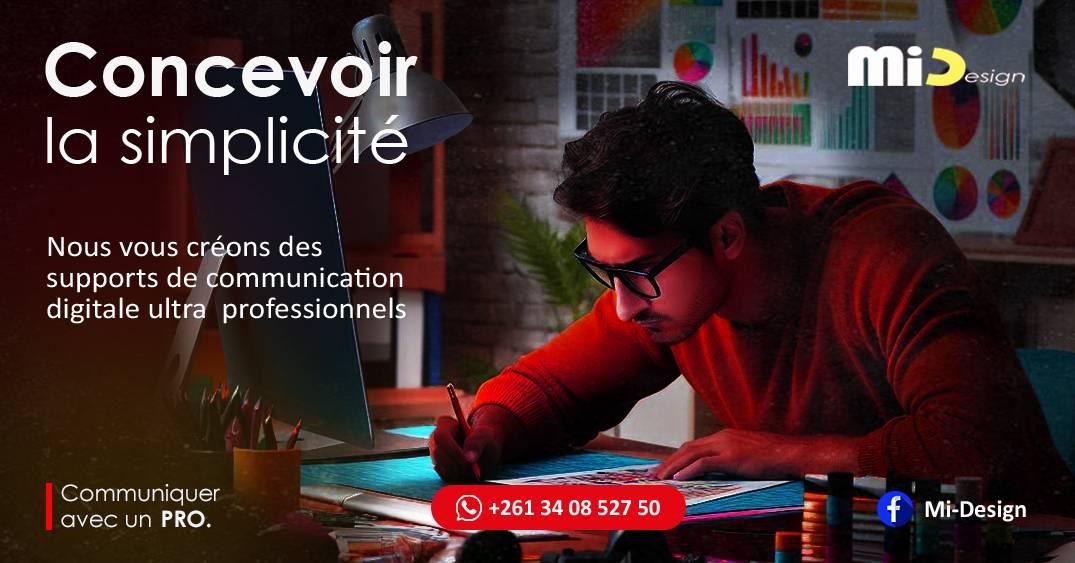 Concevoir
la simplicité
MiDesign
Nous vous créons des
supports de communication
digitale ultra  professionnels
Communiquer
avec un PRO.
+261 34 08 527 50
Mi-Design